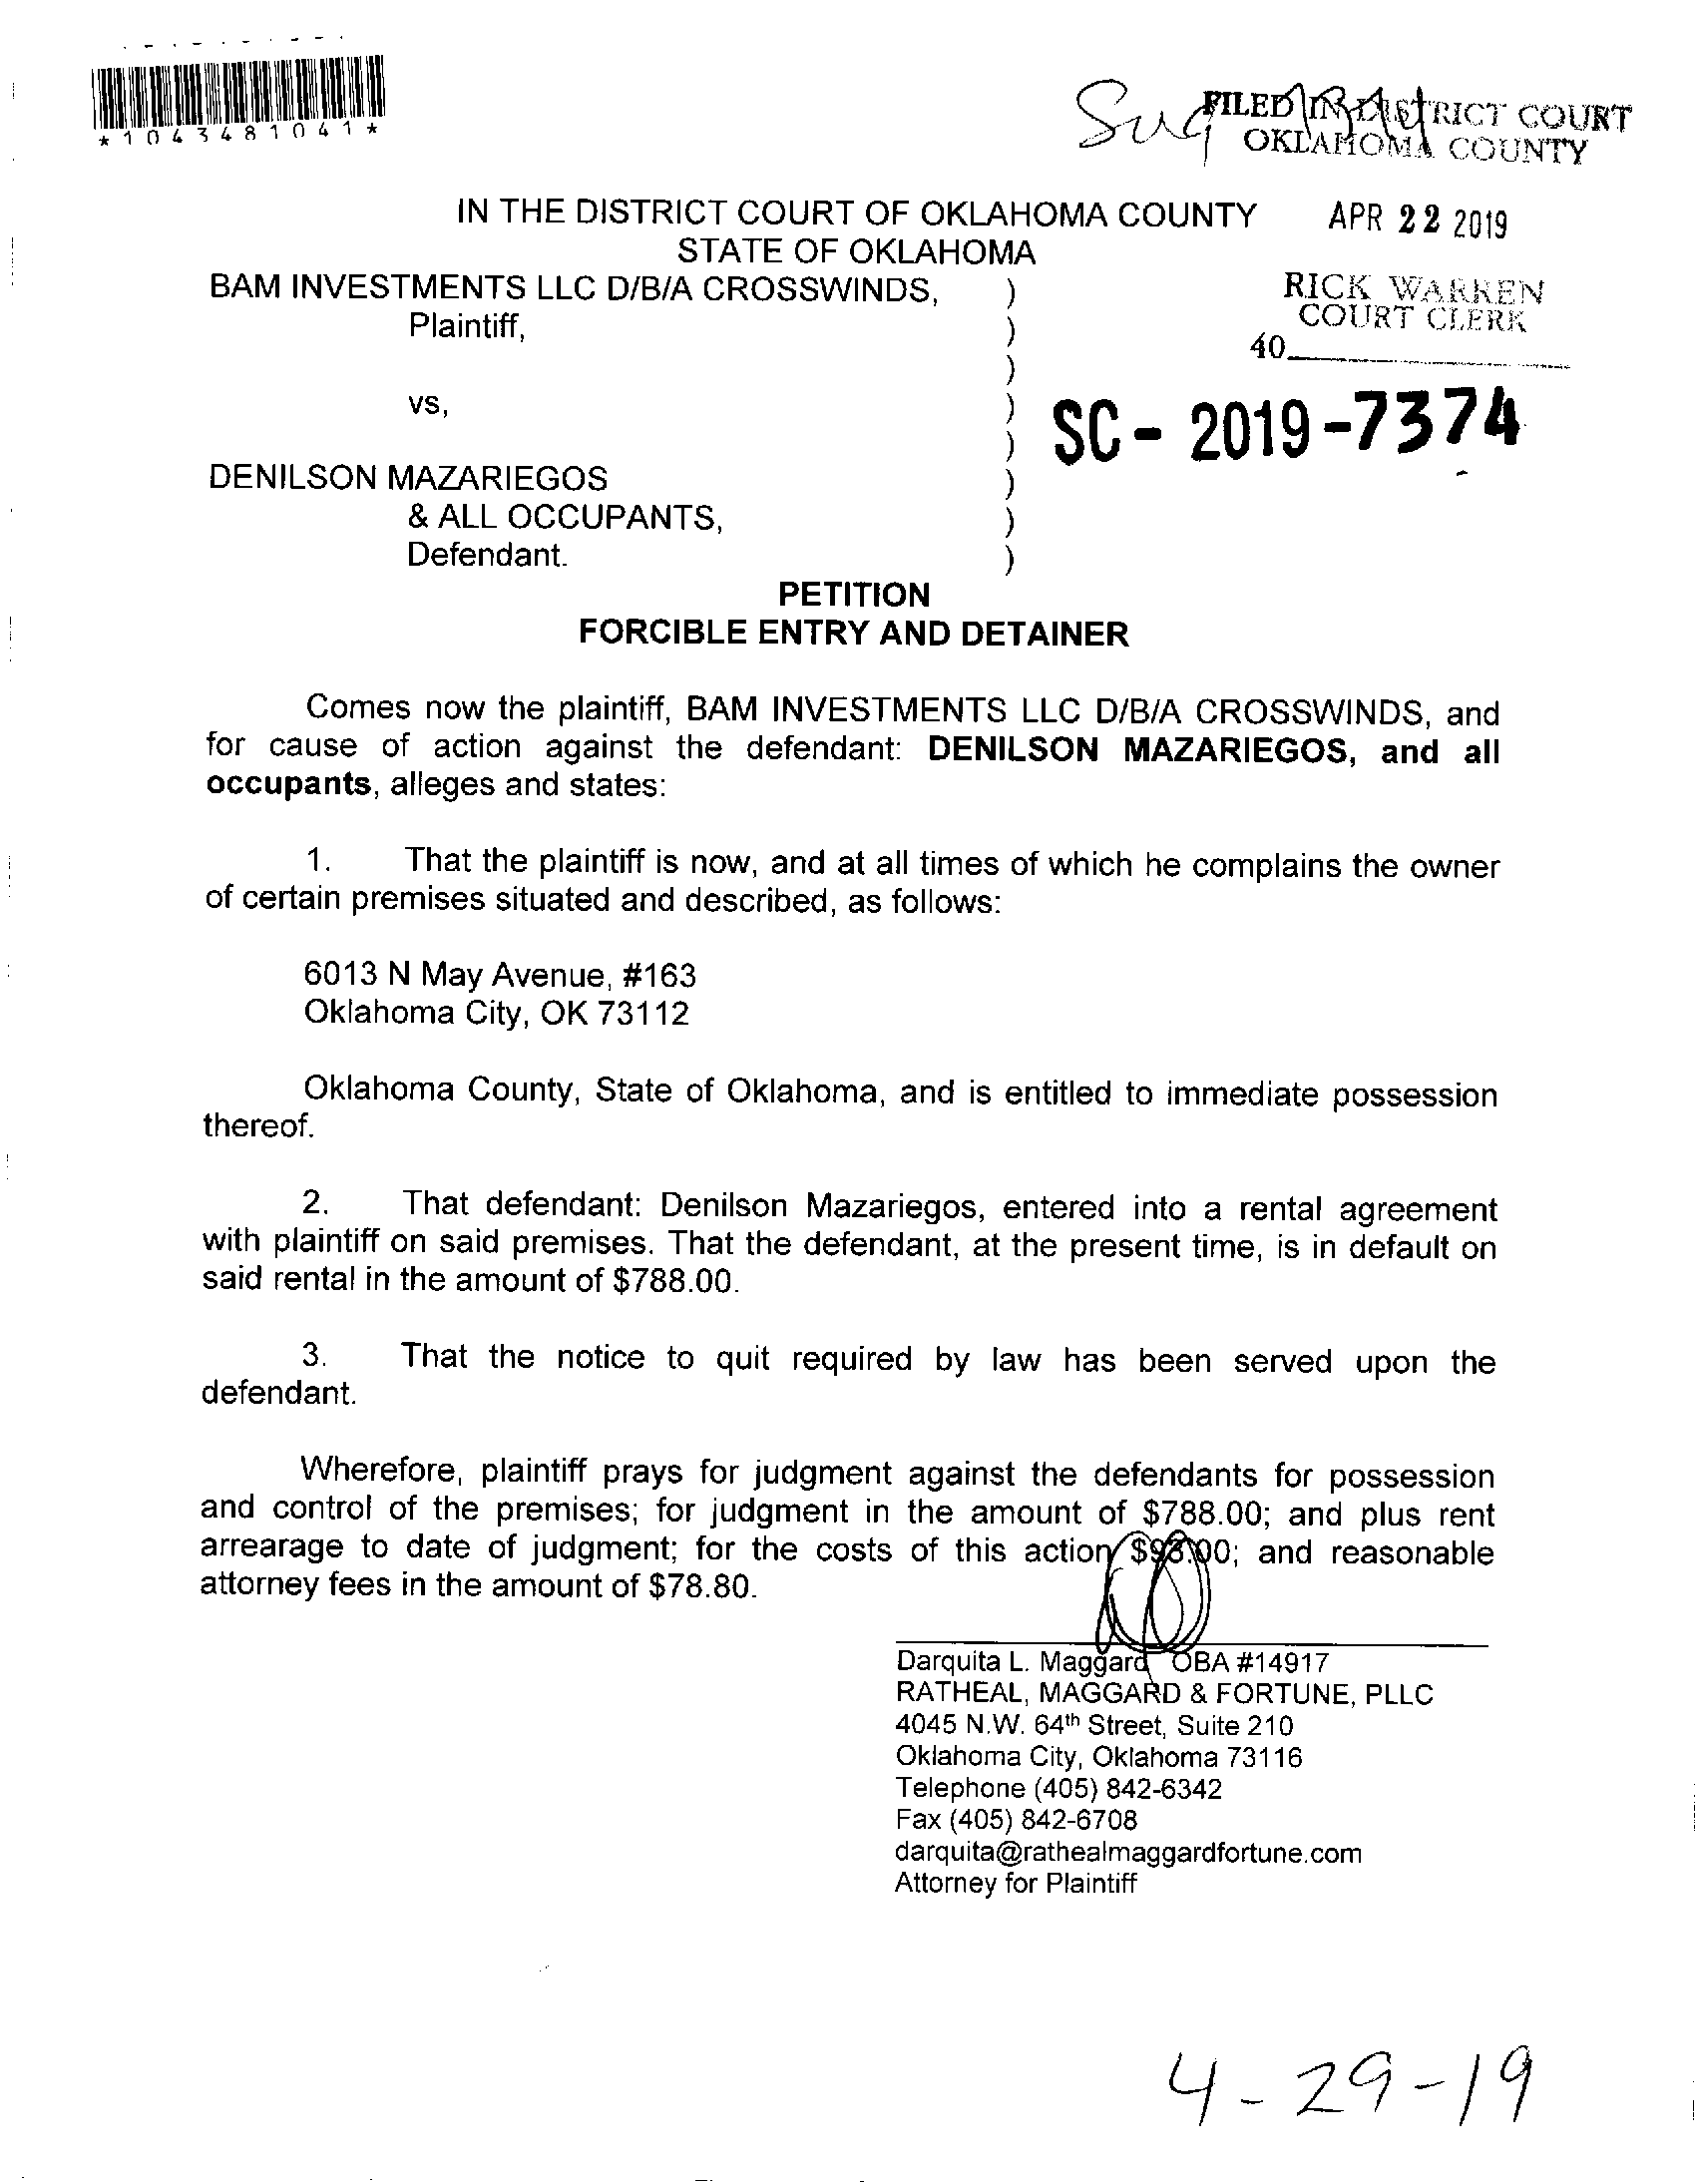 *1043481041*
FILED IN DISTRICT COURT
OKLAHOMA COUNTY
IN THE DISTRICT COURT OF OKLAHOMA COUNTY
APR 22 2019
STATE OF OKLAHOMA
BAM INVESTMENTS LLC D/B/A CROSSWINDS, )
RICK WARREN
Plaintiff, )
COURT CLERK
)
40
vs, )
) SC - 2019 - 7374
DENILSON MAZARIEGOS )
& ALL OCCUPANTS, )
Defendant. )
PETITION
FORCIBLE ENTRY AND DETAINER
Comes now the plaintiff, BAM INVESTMENTS LLC D/B/A CROSSWINDS, and
for cause of action against the defendant: DENILSON MAZARIEGOS, and all
occupants, alleges and states:
1. That the plaintiff is now, and at all times of which he complains the owner
of certain premises situated and described, as follows:
6013 N May Avenue, #163
Oklahoma City, OK 73112
Oklahoma County, State of Oklahoma, and is entitled to immediate possession
thereof.
2. That defendant: Denilson Mazariegos, entered into a rental agreement
with plaintiff on said premises. That the defendant, at the present time, is in default on
said rental in the amount of $788.00.
3. That the notice to quit required by law has been served upon the
defendant.
Wherefore, plaintiff prays for judgment against the defendants for possession
and control of the premises; for judgment in the amount of $788.00; and plus rent
arrearage to date of judgment; for the costs of this action ; and reasonable
attorney fees in the amount of $78.80.
Darquita L. Maggard OBA #14917
RATHEAL, MAGGARD & FORTUNE, PLLC
4045 N.W. 64th Street, Suite 210
Oklahoma City, Oklahoma 73116
Telephone (405) 842-6342
Fax (405) 842-6708
darquita@rathealmaggardfortune.com
Attorney for Plaintiff
4-29-19